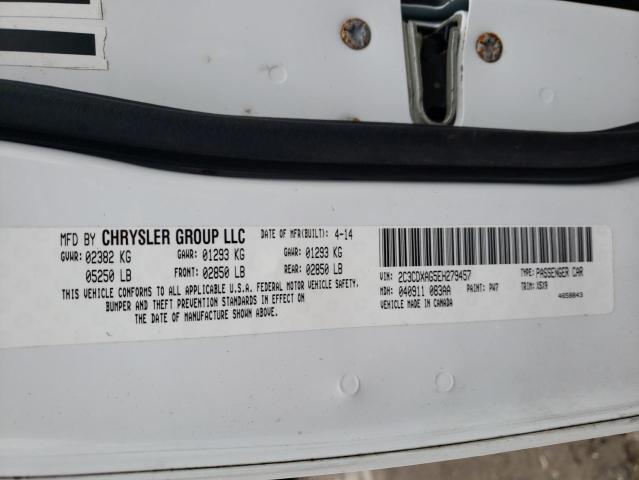 MFD BY CHRYSLER GROUP LLC DATE OF MFR(BUILT): 4-14
GVWR: 02382 KG GAWR: 01293 KG GAWR: 01293 KG
05250 LB FRONT: 02850 LB REAR: 02850 LB
THIS VEHICLE CONFORMS TO ALL APPLICABLE U.S.A. FEDERAL MOTOR VEHICLE SAFETY,
BUMPER AND THEFT PREVENTION STANDARDS IN EFFECT ON
THE DATE OF MANUFACTURE SHOWN ABOVE.
VIN: 2C3CDXAG5EH279457 TYPE: PASSENGER CAR
MDH: 040911 083AA PAINT: PW7 TRIM: X5X9
VEHICLE MADE IN CANADA 4658843